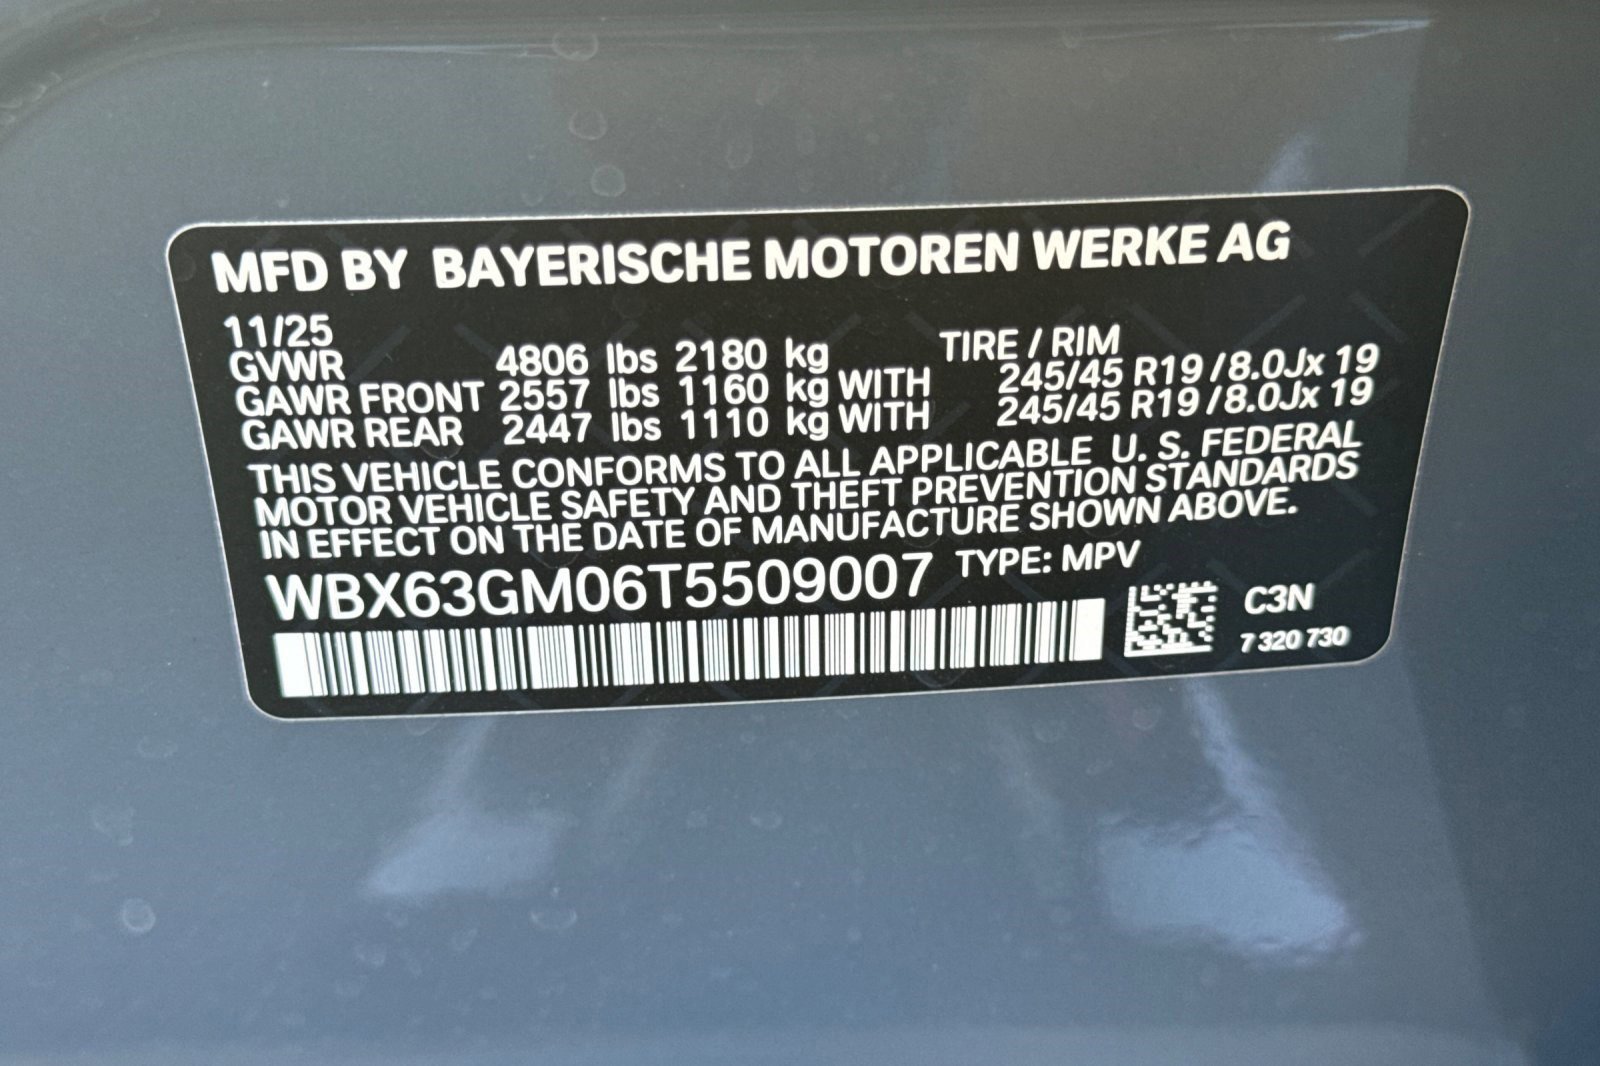 MFD BY BAYERISCHE MOTOREN WERKE AG
11/25
TIRE / RIM
GVWR 4806 lbs 2180 kg
GAWR FRONT 2557 lbs 1160 kg WITH 245/45 R19 / 8.0Jx 19
GAWR REAR 2447 lbs 1110 kg WITH 245/45 R19 / 8.0Jx 19
THIS VEHICLE CONFORMS TO ALL APPLICABLE U. S. FEDERAL
MOTOR VEHICLE SAFETY AND THEFT PREVENTION STANDARDS
IN EFFECT ON THE DATE OF MANUFACTURE SHOWN ABOVE.
WBX63GM06T5509007 TYPE: MPV
C3N
7 320 730